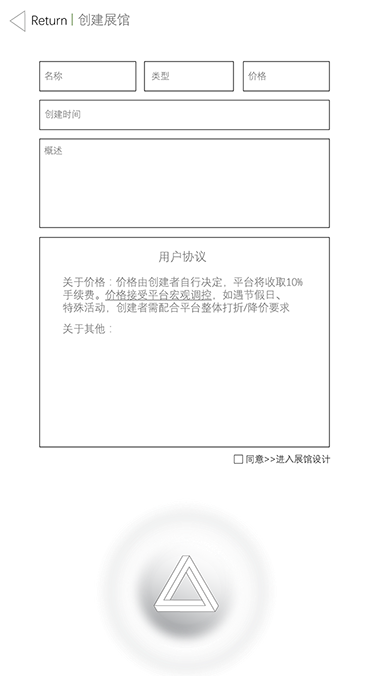 Return | 创建展馆
名称 类型 价格
创建时间
概述
用户协议
关于价格：价格由创建者自行决定，平台将收取10%
手续费。价格接受平台宏观调控，如遇节假日、
特殊活动，创建者需配合平台整体打折/降价要求
关于其他：
同意>>进入展馆设计